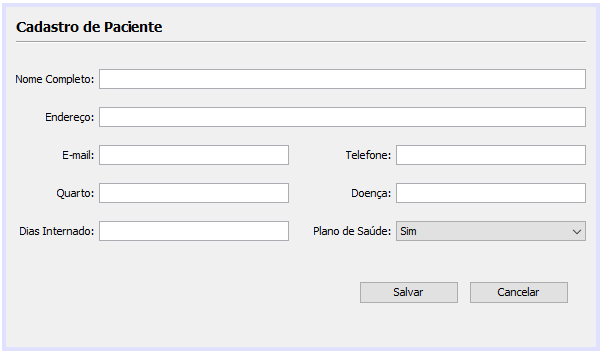 Cadastro de Paciente
Nome Completo:
Endereço:
E-mail: Telefone:
Quarto: Doença:
Dias Internado: Plano de Saúde: Sim
Salvar Cancelar